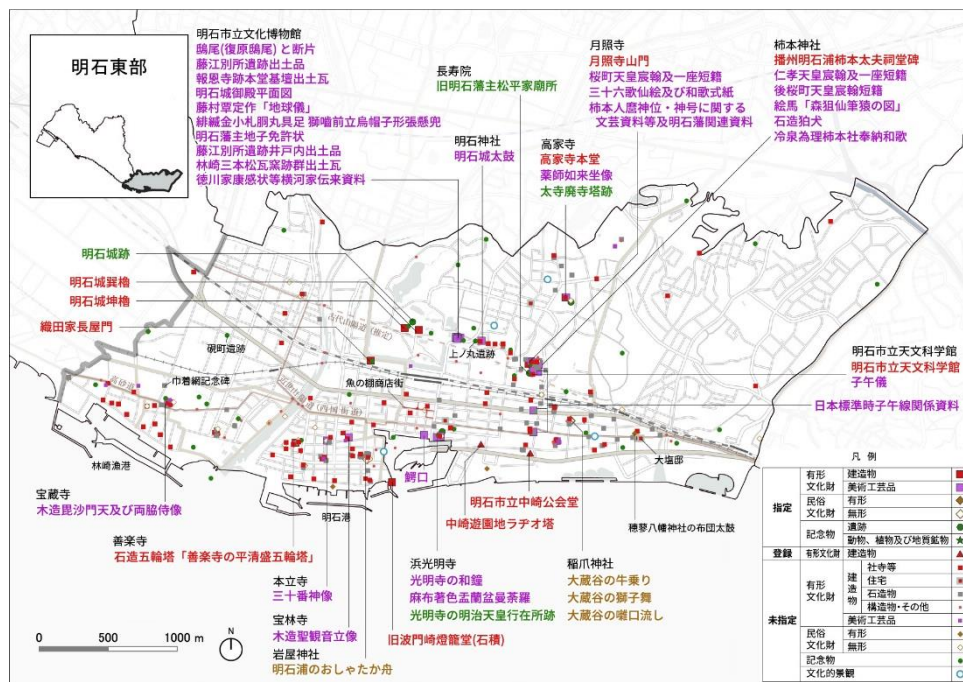 明石東部
明石市立文化博物館
鴟尾(復原鴟尾)と断片
藤江別所遺跡出土品
報恩寺跡本堂基壇出土瓦
明石城御殿平面図
藤村覃定作「地球儀」
緋縅金小札胴丸具足 獅噛前立烏帽子形張懸兜
明石藩主地子免許状
藤江別所遺跡井戸内出土品
林崎三本松瓦窯跡群出土瓦
徳川家康感状等横河家伝来資料
長寿院
旧明石藩主松平家廟所
明石神社
明石城太鼓
月照寺
月照寺山門
桜町天皇宸翰及一座短籍
三十六歌仙絵及び和歌式紙
柿本人麿神位・神号に関する
文芸資料等及明石藩関連資料
高家寺
高家寺本堂
薬師如来坐像
太寺廃寺塔跡
柿本神社
播州明石浦柿本太夫祠堂碑
仁孝天皇宸翰及一座短籍
後桜町天皇宸翰短籍
絵馬「森祖仙筆猿の図」
石造狛犬
冷泉為理柿本社奉納和歌
明石城跡
明石城巽櫓
明石城坤櫓
織田家長屋門
硯町遺跡
古代山陽道(推定)
上ノ丸遺跡
魚の棚商店街
巾着網記念碑
明石市立天文科学館
明石市立天文科学館
子午儀
日本標準時子午線関係資料
大塩邸
穂蓼八幡神社の布団太鼓
林崎漁港
宝蔵寺
木造毘沙門天及び両脇侍像
善楽寺
石造五輪塔「善楽寺の平清盛五輪塔」
明石港
本立寺
三十番神像
宝林寺
木造聖観音立像
岩屋神社
明石浦のおしゃたか舟
鰐口
旧波門崎燈籠堂(石積)
浜光明寺
光明寺の和鐘
麻布著色盂蘭盆曼荼羅
光明寺の明治天皇行在所跡
明石市立中崎公会堂
中崎遊園地ラヂオ塔
稲爪神社
大蔵谷の牛乗り
大蔵谷の獅子舞
大蔵谷の囃口流し
0 500 1000 m
N
凡 例
指定
有形文化財
建造物
美術工芸品
民俗文化財
有形
無形
記念物
遺跡
動物、植物及び地質鉱物
登録
有形文化財
建造物
未指定
有形文化財
建造物
社寺等
住宅
石造物
構造物・その他
美術工芸品
民俗文化財
有形
無形
記念物
文化的景観